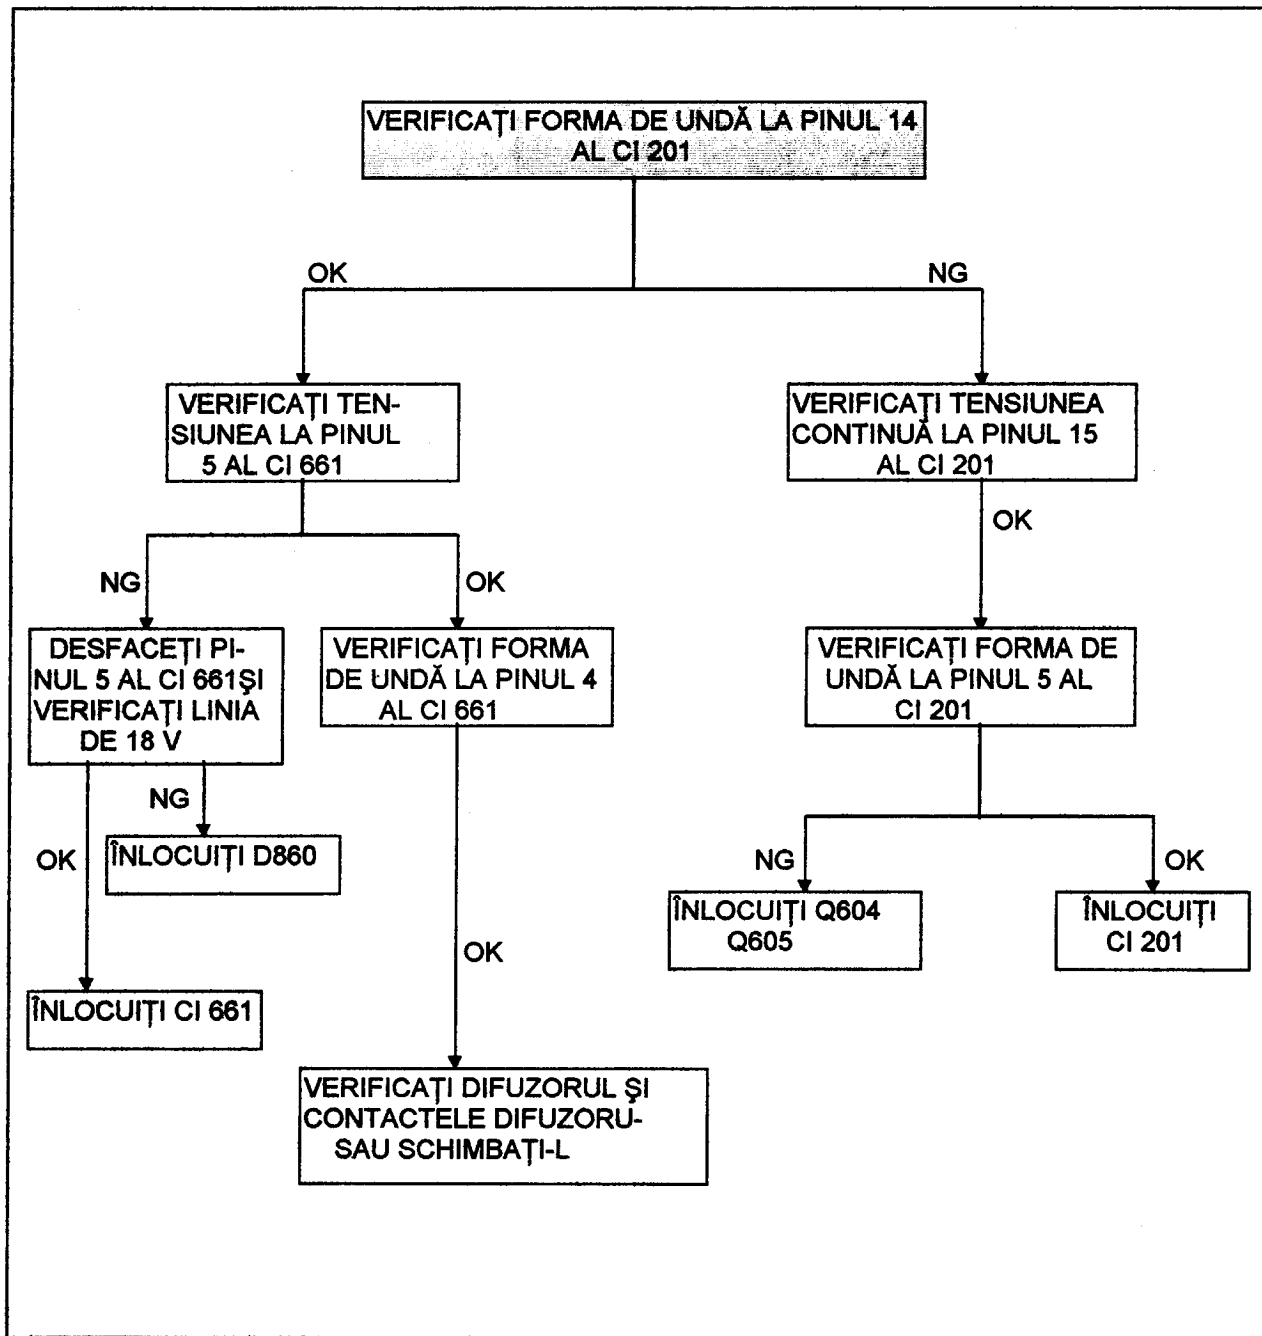 VERIFICAȚI FORMA DE UNDĂ LA PINUL 14
AL CI 201
OK
NG
VERIFICAȚI TEN-
SIUNEA LA PINUL
5 AL CI 661
VERIFICAȚI TENSIUNEA
CONTINUĂ LA PINUL 15
AL CI 201
OK
NG
OK
DESFACEȚI PI-
NUL 5 AL CI 661ŞI
VERIFICAȚI LINIA
DE 18 V
VERIFICAȚI FORMA
DE UNDĂ LA PINUL 4
AL CI 661
VERIFICAȚI FORMA DE
UNDĂ LA PINUL 5 AL
CI 201
NG
OK
ÎNLOCUIȚI D860
NG
OK
ÎNLOCUIȚI Q604
Q605
ÎNLOCUIȚI
CI 201
OK
ÎNLOCUIȚI CI 661
VERIFICAȚI DIFUZORUL ŞI
CONTACTELE DIFUZORU-
SAU SCHIMBAȚI-L